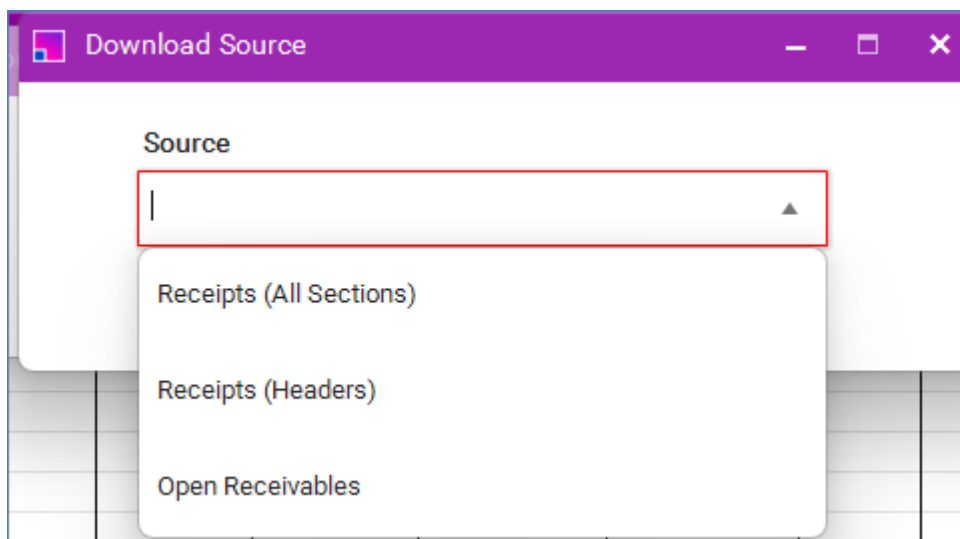 Download Source
Source
Receipts (All Sections)
Receipts (Headers)
Open Receivables